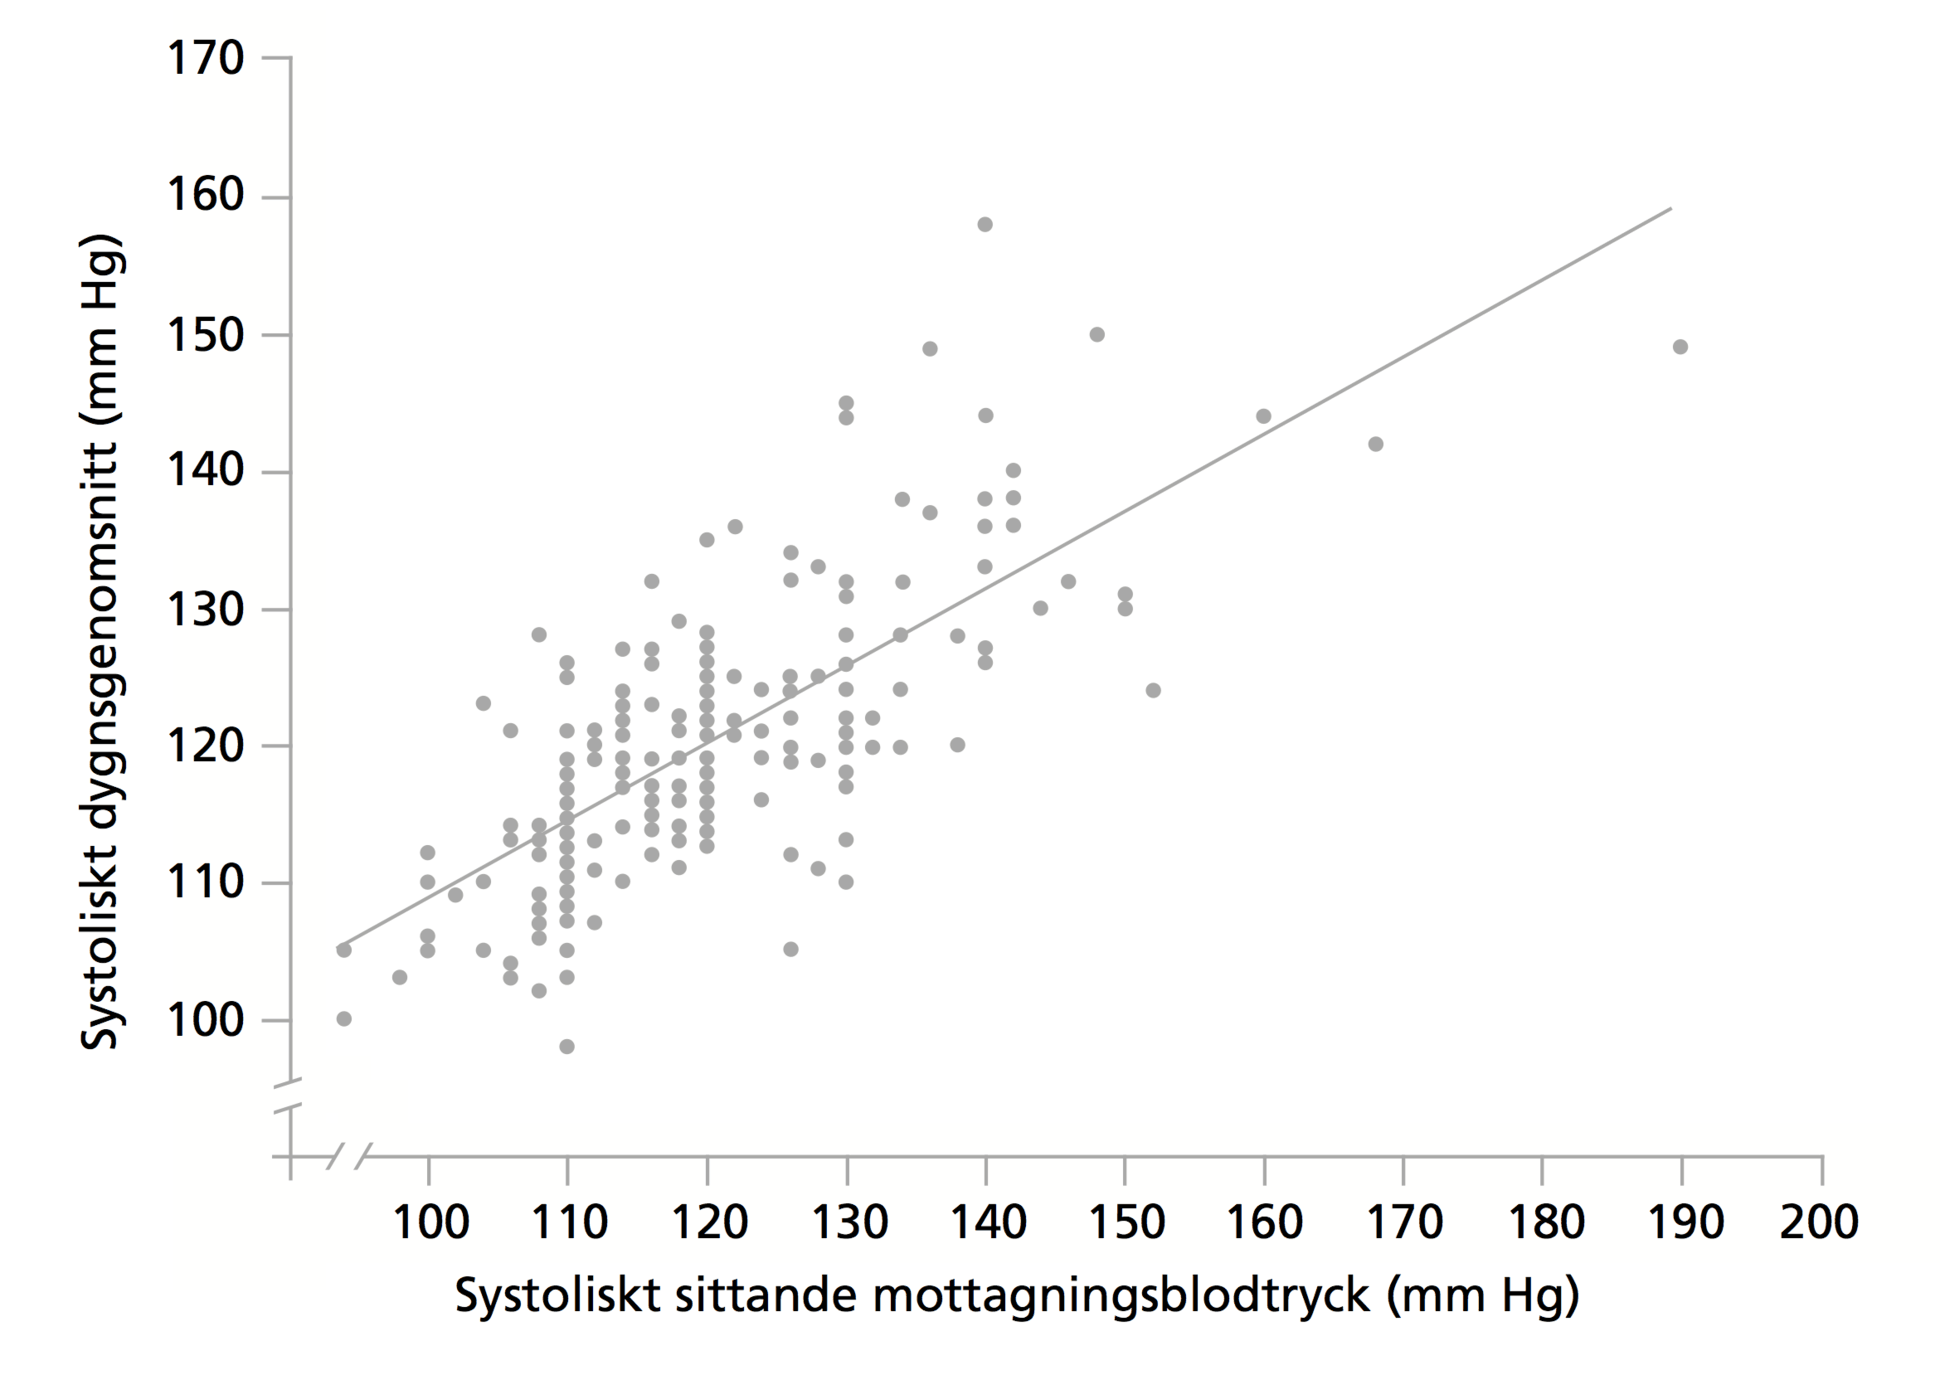 170
160
150
140
130
120
110
100
Systoliskt dygnsgenomsnitt (mm Hg)
100 110 120 130 140 150 160 170 180 190 200
Systoliskt sittande mottagningsblodtryck (mm Hg)